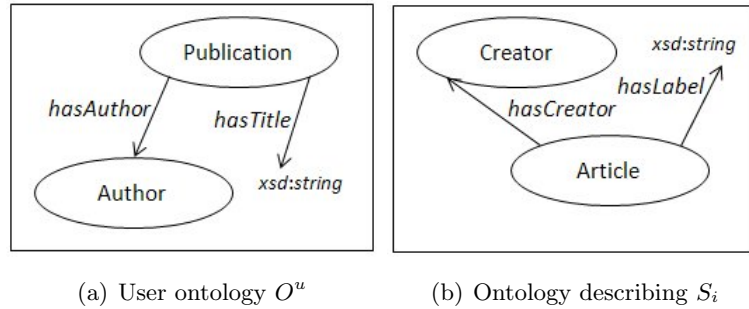 Publication
hasAuthor
hasTitle
Author
xsd:string
(a) User ontology O^u
Creator
xsd:string
hasLabel
hasCreator
Article
(b) Ontology describing S_i